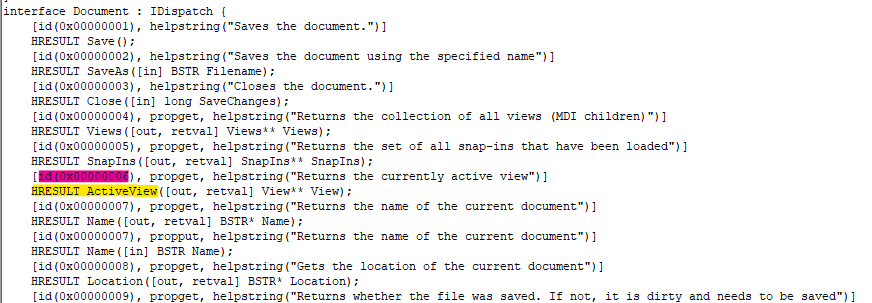 interface Document : IDispatch {
[id(0x00000001), helpstring("Saves the document.")]
HRESULT Save();
[id(0x00000002), helpstring("Saves the document using the specified name")]
HRESULT SaveAs([in] BSTR Filename);
[id(0x00000003), helpstring("Closes the document.")]
HRESULT Close([in] long SaveChanges);
[id(0x00000004), propget, helpstring("Returns the collection of all views (MDI children)")]
HRESULT Views([out, retval] Views** Views);
[id(0x00000005), propget, helpstring("Returns the set of all snap-ins that have been loaded")]
HRESULT SnapIns([out, retval] SnapIns** SnapIns);
[id(0x00000006), propget, helpstring("Returns the currently active view")]
HRESULT ActiveView([out, retval] View** View);
[id(0x00000007), propget, helpstring("Returns the name of the current document")]
HRESULT Name([out, retval] BSTR* Name);
[id(0x00000007), propput, helpstring("Returns the name of the current document")]
HRESULT Name([in] BSTR Name);
[id(0x00000008), propget, helpstring("Gets the location of the current document")]
HRESULT Location([out, retval] BSTR* Location);
[id(0x00000009), propget, helpstring("Returns whether the file was saved. If not, it is dirty and needs to be saved")]